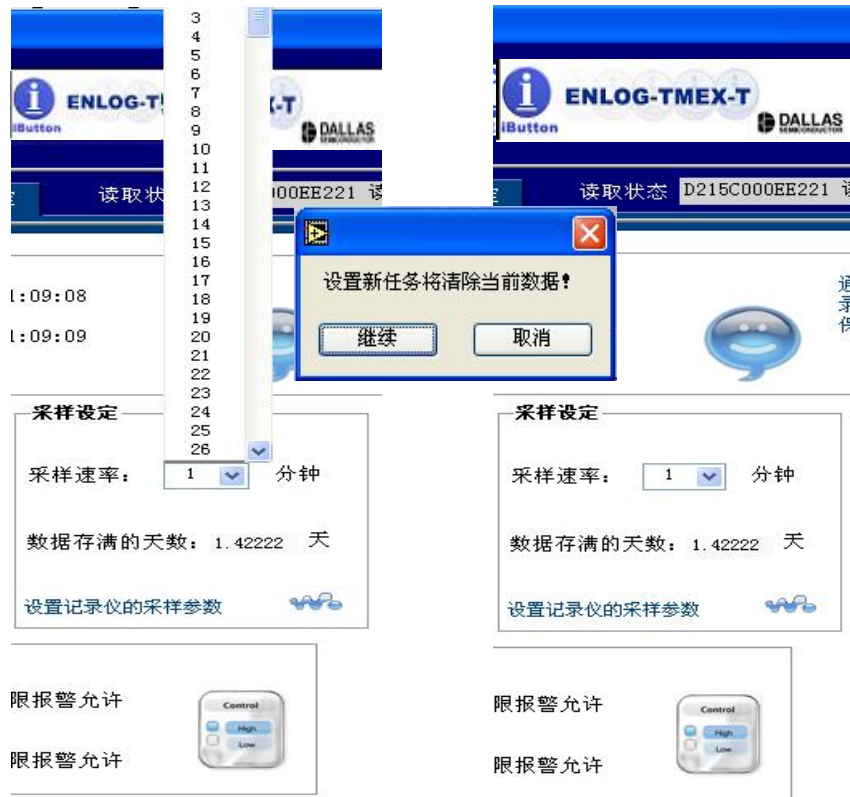 3
4
5
6
7
8
9
10
11
12
13
14
15
16
17
18
19
20
21
22
23
24
25
26
iButton
ENLOG-T
X-T
DALLAS
SEMICONDUCTOR
读取状
000EE221 读
1:09:08
1:09:09
采样设定
采样速率： 1 分钟
数据存满的天数：1.42222 天
设置记录仪的采样参数
限报警允许
限报警允许
Control
High
Low
设置新任务将清除当前数据！
继续 取消
iButton
ENLOG-TMEX-T
DALLAS
SEMICONDUCTOR
读取状态 D215C000EE221
采样设定
采样速率： 1 分钟
数据存满的天数：1.42222 天
设置记录仪的采样参数
限报警允许
限报警允许
Control
High
Low